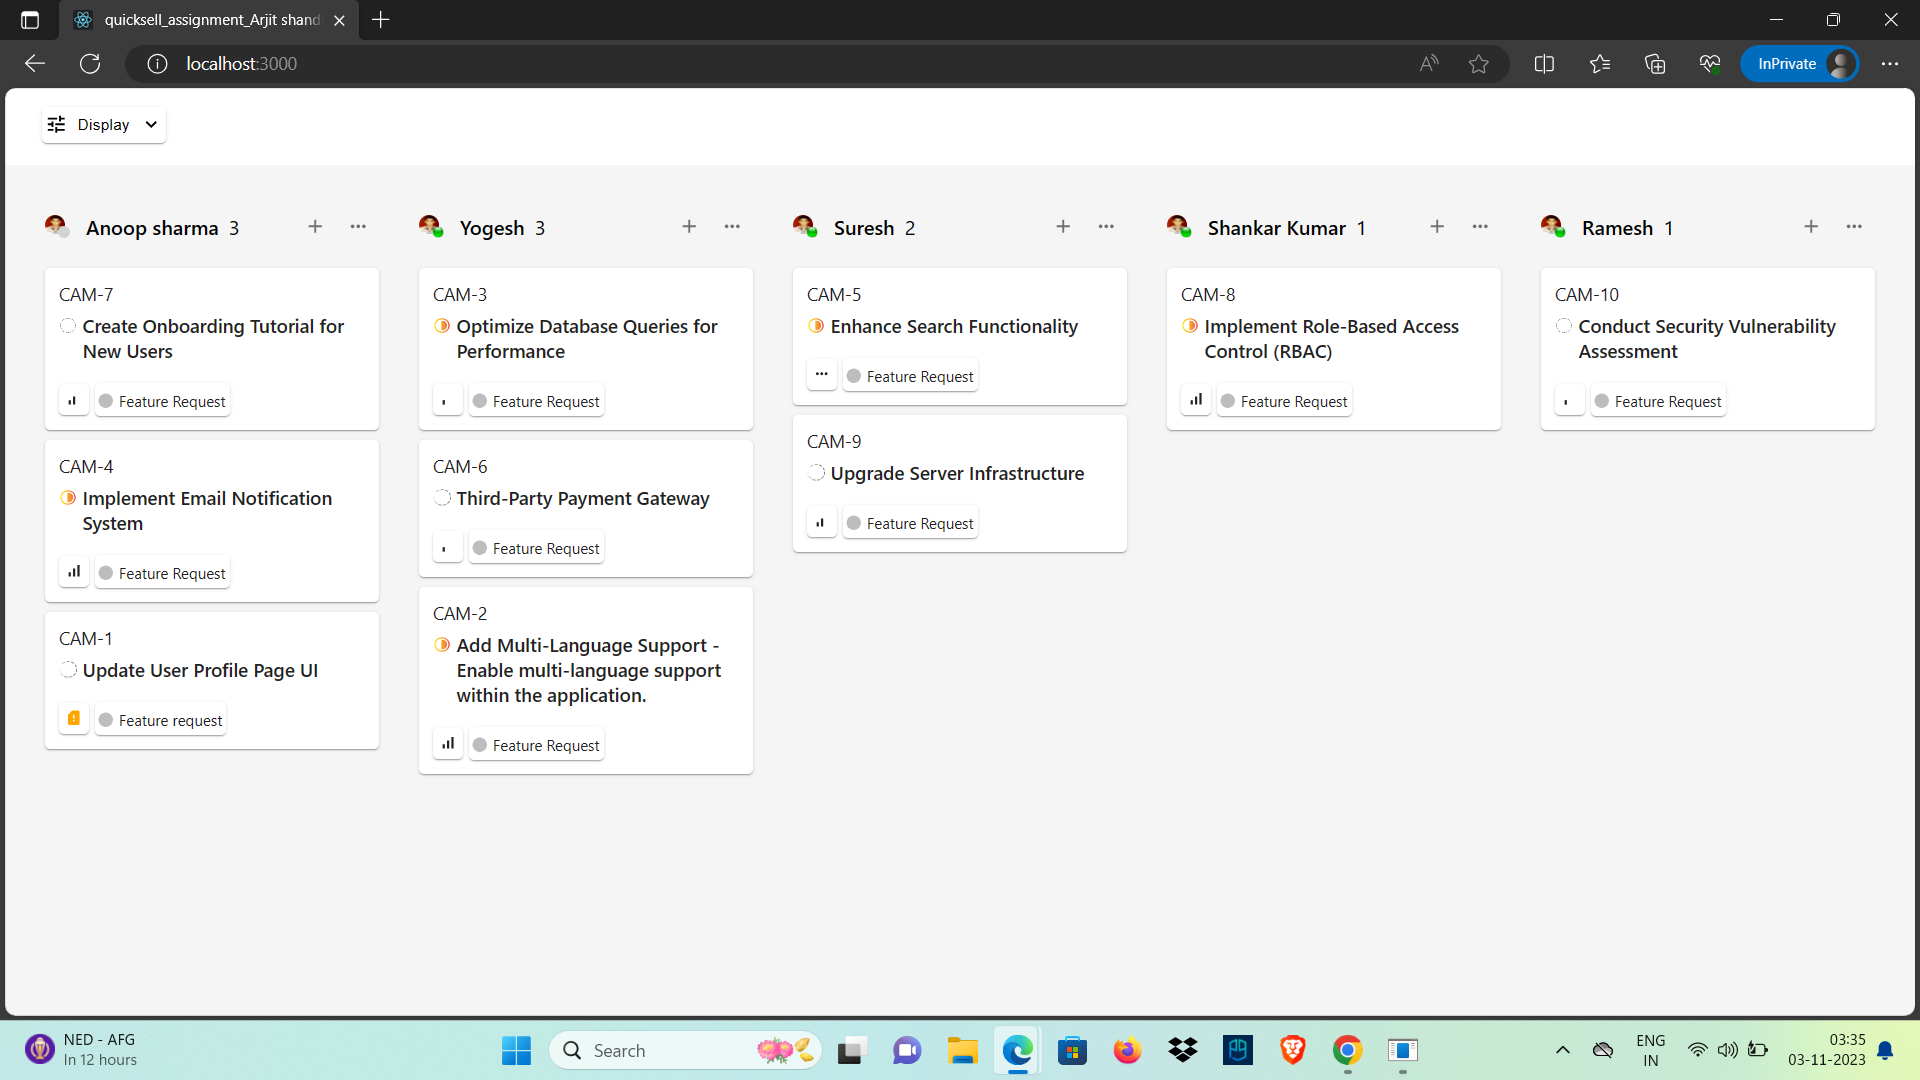 quicksell_assignment_Arjit shand
localhost:3000
InPrivate
Display
Anoop sharma 3
CAM-7
Create Onboarding Tutorial for
New Users
Feature Request
CAM-4
Implement Email Notification
System
Feature Request
CAM-1
Update User Profile Page UI
Feature request
Yogesh 3
CAM-3
Optimize Database Queries for
Performance
Feature Request
CAM-6
Third-Party Payment Gateway
Feature Request
CAM-2
Add Multi-Language Support -
Enable multi-language support
within the application.
Feature Request
Suresh 2
CAM-5
Enhance Search Functionality
Feature Request
CAM-9
Upgrade Server Infrastructure
Feature Request
Shankar Kumar 1
CAM-8
Implement Role-Based Access
Control (RBAC)
Feature Request
Ramesh 1
CAM-10
Conduct Security Vulnerability
Assessment
Feature Request
NED - AFG
In 12 hours
Search
ENG
IN
03:35
03-11-2023